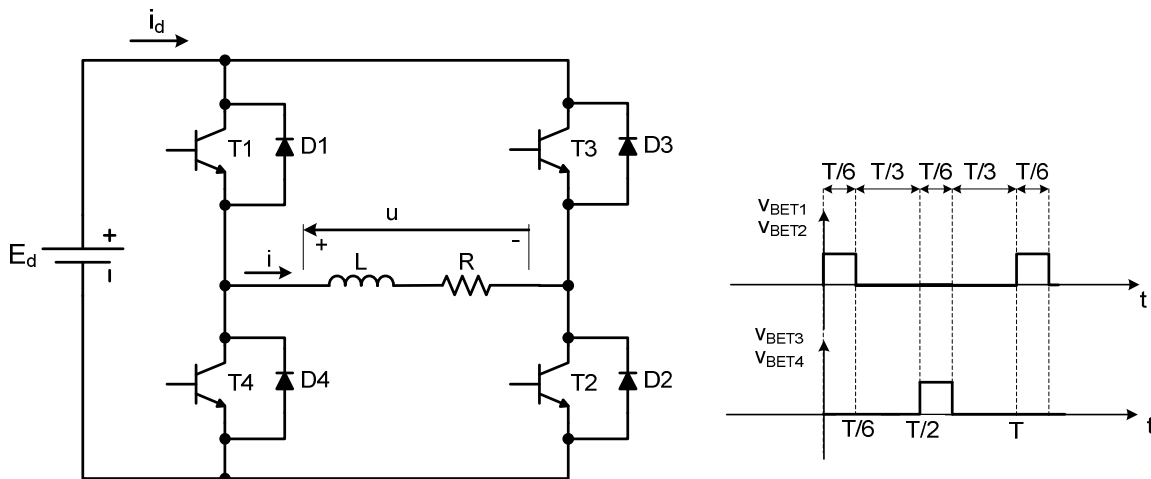 i_d
T1
D1
T3
D3
u
+
-
E_d
+
-
i
L
R
T4
D4
T2
D2
T/6 T/3 T/6 T/3 T/6
v_BET1
v_BET2
t
v_BET3
v_BET4
T/6 T/2 T
t